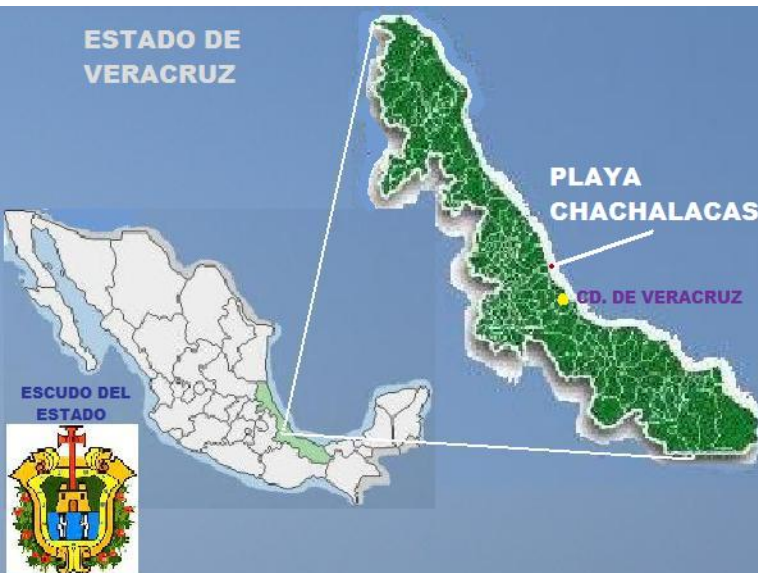 ESTADO DE
VERACRUZ
PLAYA
CHACHALACAS
CD. DE VERACRUZ
ESCUDO DEL
ESTADO